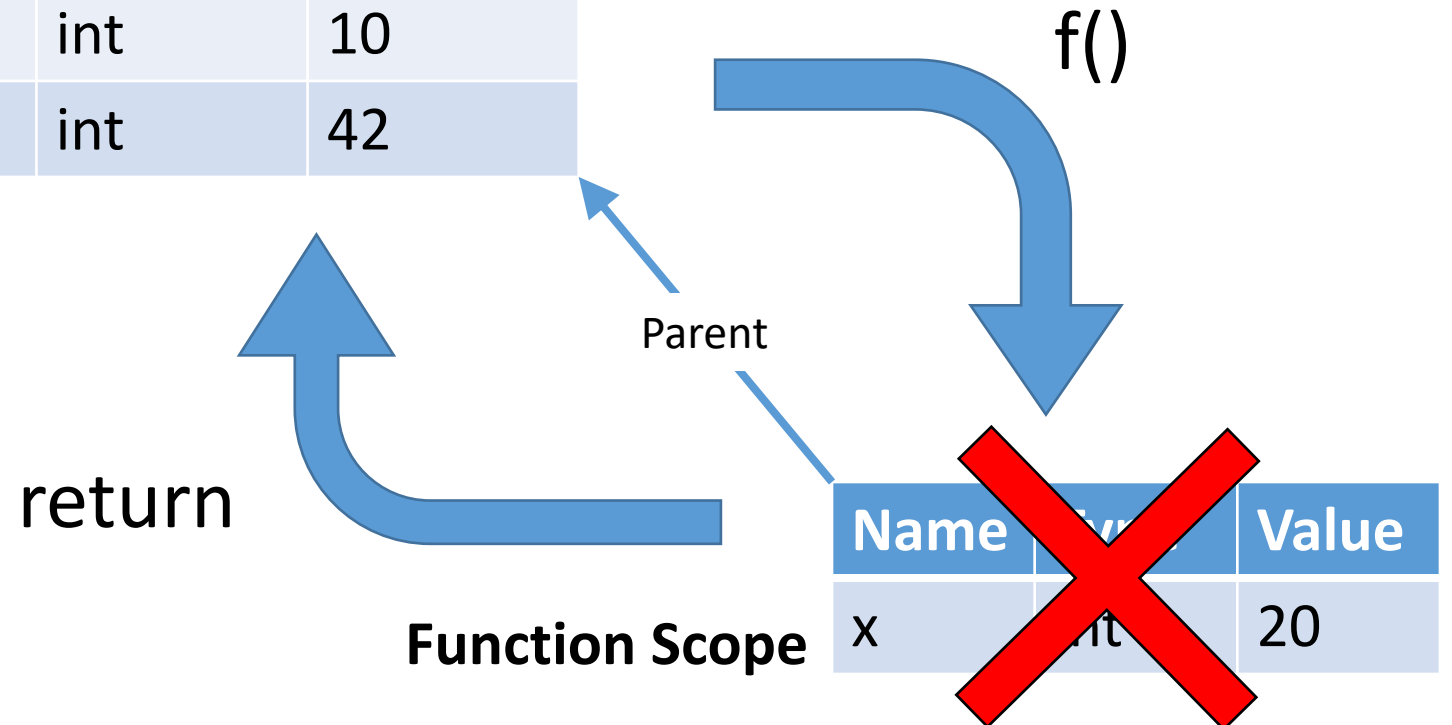 int 10
f()
int 42
Parent
return
Name Value
Function Scope
x 20